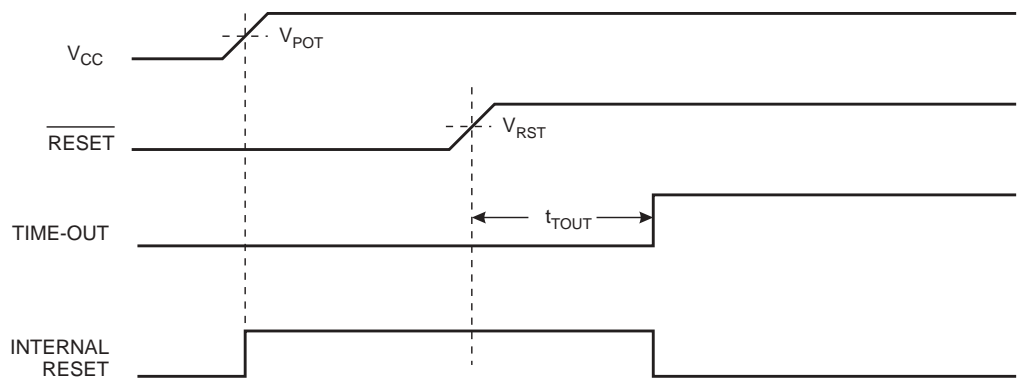 V_CC
V_POT
RESET
V_RST
TIME-OUT
t_TOUT
INTERNAL
RESET